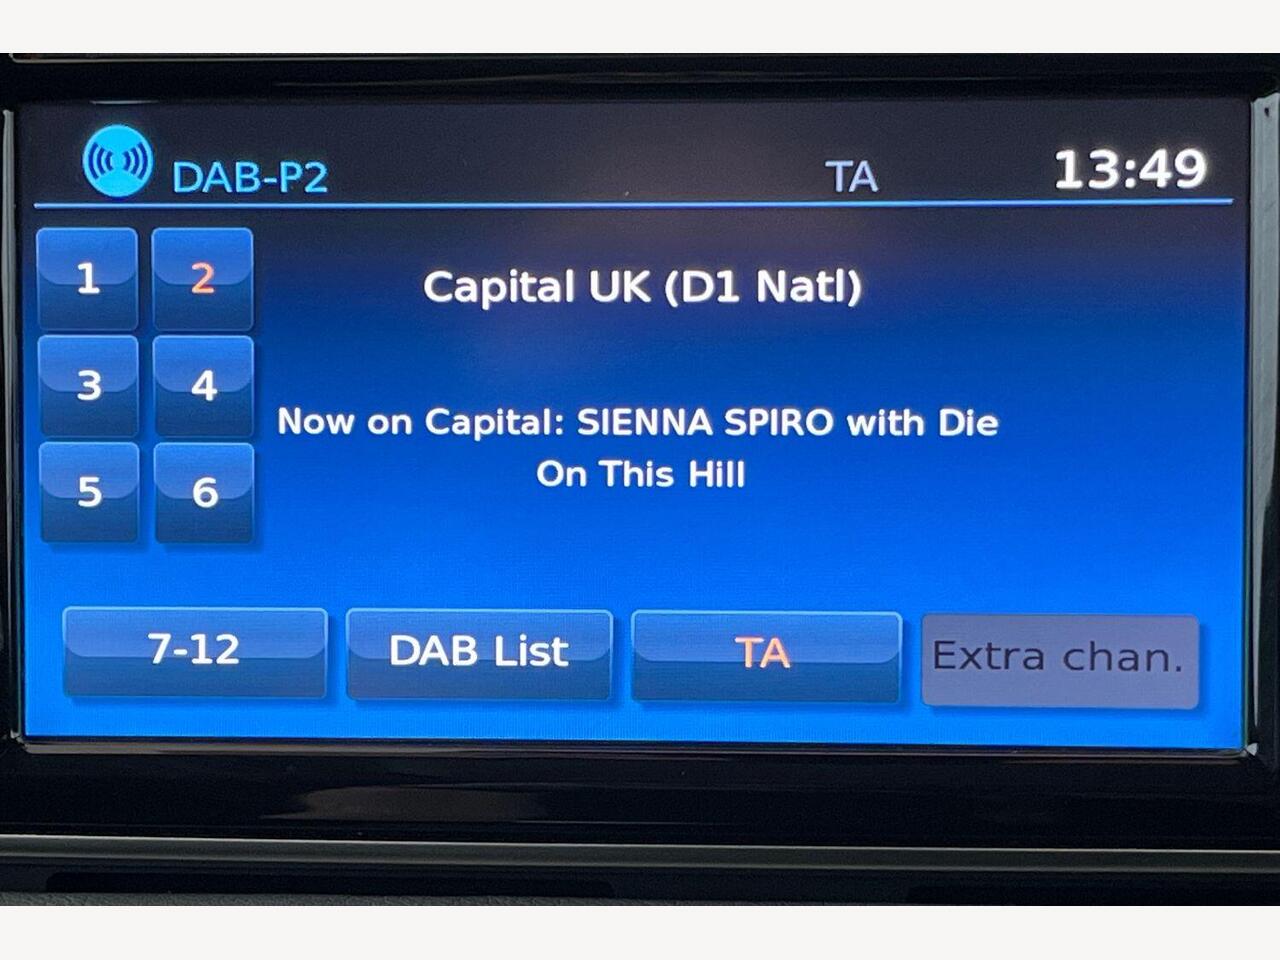 DAB-P2 TA 13:49
1 2
Capital UK (D1 Natl)
3 4
Now on Capital: SIENNA SPIRO with Die
On This Hill
5 6
7-12 DAB List TA Extra chan.